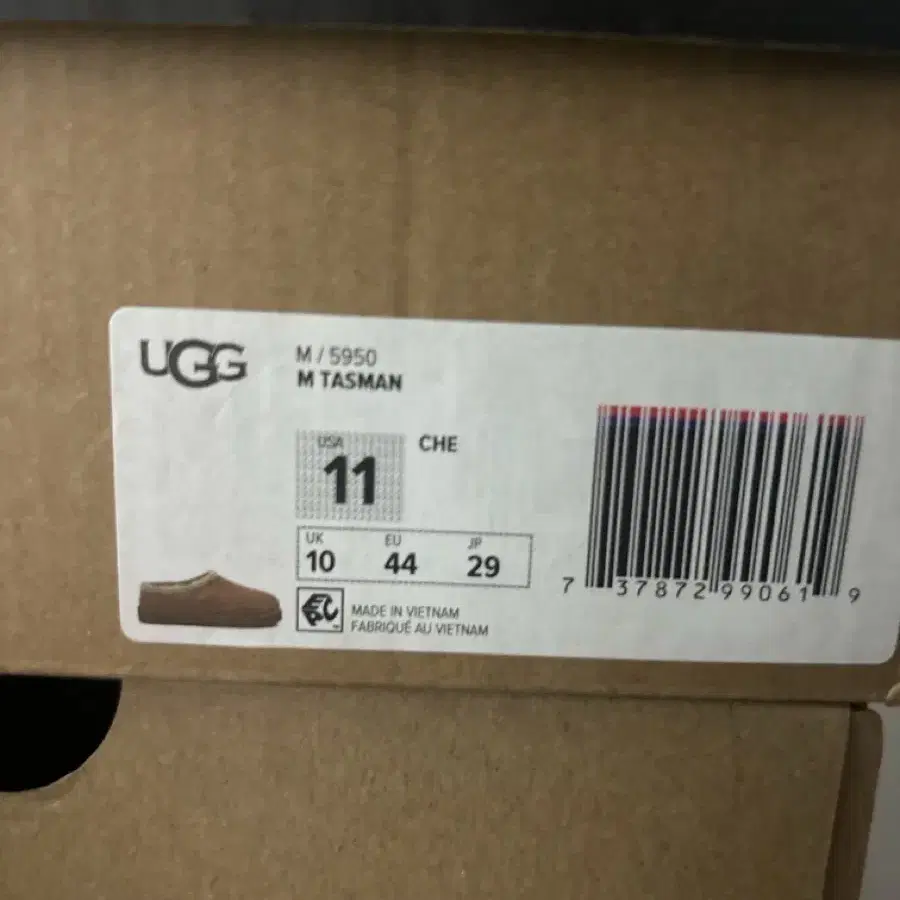 UGG
M / 5950
M TASMAN
USA
11
CHE
UK EU JP
10 44 29
MADE IN VIETNAM
FABRIQUÉ AU VIETNAM
7 37872 99061 9